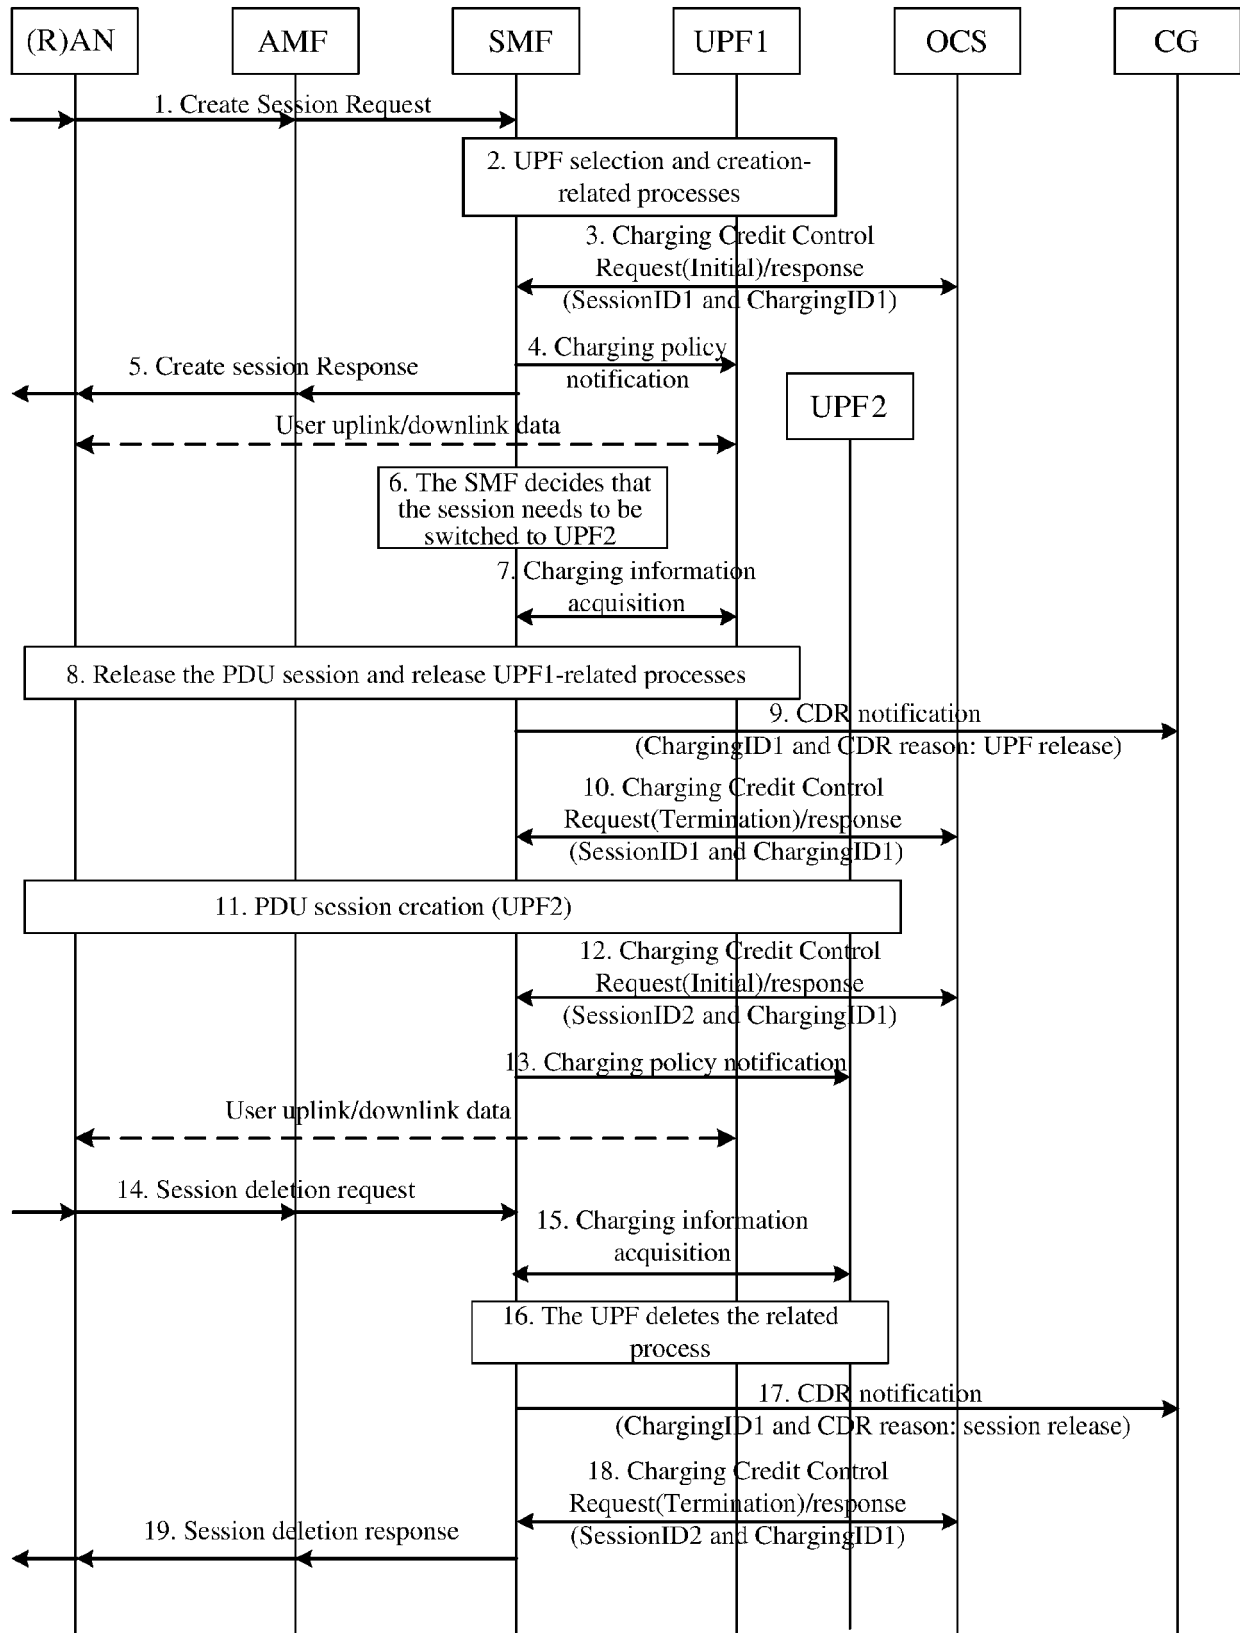 (R)AN
AMF
SMF
UPF1
OCS
CG
1. Create Session Request
2. UPF selection and creation-
related processes
3. Charging Credit Control
Request(Initial)/response
(SessionID1 and ChargingID1)
4. Charging policy
notification
5. Create session Response
UPF2
User uplink/downlink data
6. The SMF decides that
the session needs to be
switched to UPF2
7. Charging information
acquisition
8. Release the PDU session and release UPF1-related processes
9. CDR notification
(ChargingID1 and CDR reason: UPF release)
10. Charging Credit Control
Request(Termination)/response
(SessionID1 and ChargingID1)
11. PDU session creation (UPF2)
12. Charging Credit Control
Request(Initial)/response
(SessionID2 and ChargingID1)
13. Charging policy notification
User uplink/downlink data
14. Session deletion request
15. Charging information
acquisition
16. The UPF deletes the related
process
17. CDR notification
(ChargingID1 and CDR reason: session release)
18. Charging Credit Control
Request(Termination)/response
(SessionID2 and ChargingID1)
19. Session deletion response